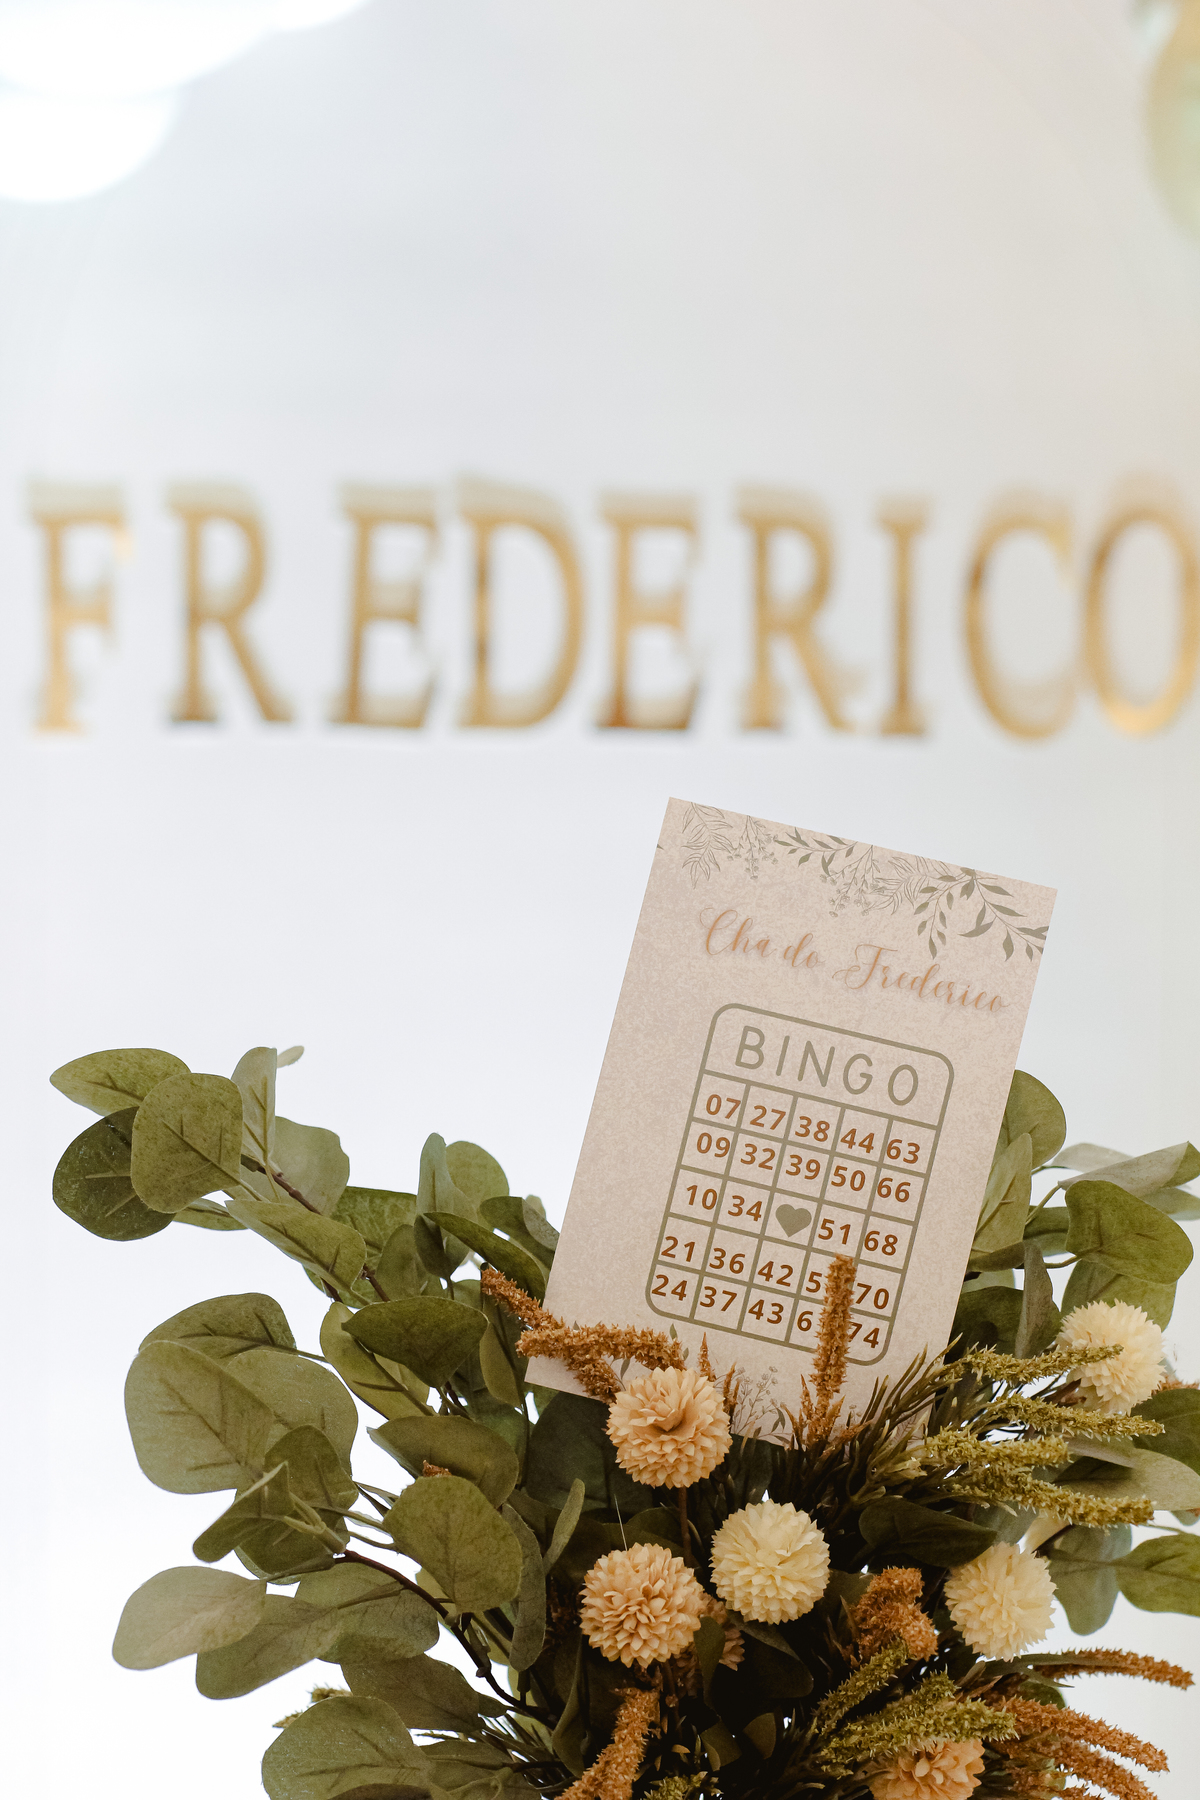 FREDERICO
Cha do Frederico
BINGO
07 27 38 44 63
09 32 39 50 66
10 34 51 68
21 36 42 70
24 37 43 74